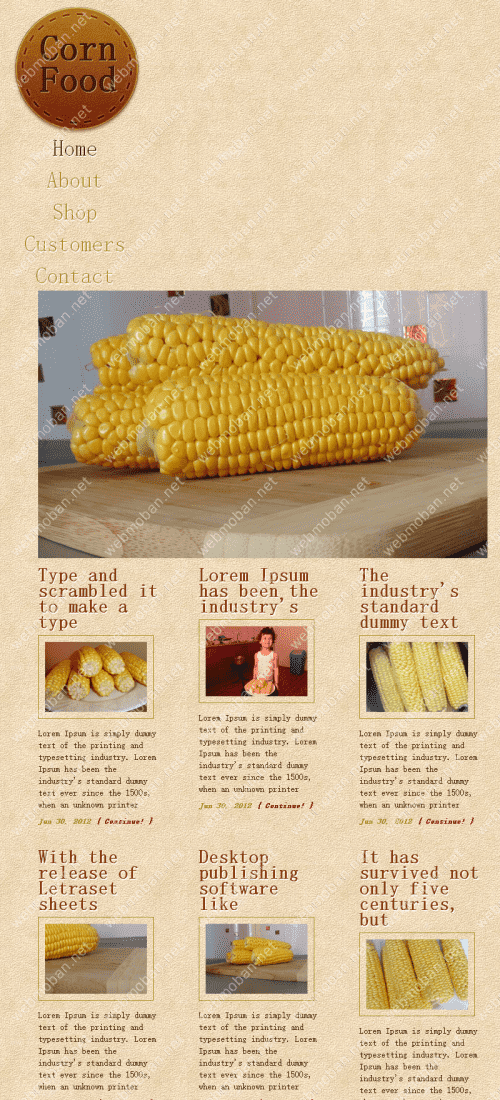 Corn
Food
Home
About
Shop
Customers
Contact
Type and
scrambled it
to make a
type
Lorem Ipsum is simply dummy
text of the printing and
typesetting industry. Lorem
Ipsum has been the
industry's standard dummy
text ever since the 1500s,
when an unknown printer
Jun 30, 2012 { Continue! }
Lorem Ipsum
has been the
industry's
Lorem Ipsum is simply dummy
text of the printing and
typesetting industry. Lorem
Ipsum has been the
industry's standard dummy
text ever since the 1500s,
when an unknown printer
Jun 30, 2012 { Continue! }
The
industry's
standard
dummy text
Lorem Ipsum is simply dummy
text of the printing and
typesetting industry. Lorem
Ipsum has been the
industry's standard dummy
text ever since the 1500s,
when an unknown printer
Jun 30, 2012 { Continue! }
With the
release of
Letraset
sheets
Lorem Ipsum is simply dummy
text of the printing and
typesetting industry. Lorem
Ipsum has been the
industry's standard dummy
text ever since the 1500s,
when an unknown printer
Desktop
publishing
software
like
Lorem Ipsum is simply dummy
text of the printing and
typesetting industry. Lorem
Ipsum has been the
industry's standard dummy
text ever since the 1500s,
when an unknown printer
It has
survived not
only five
centuries,
but
Lorem Ipsum is simply dummy
text of the printing and
typesetting industry. Lorem
Ipsum has been the
industry's standard dummy
text ever since the 1500s,
webmoban.net